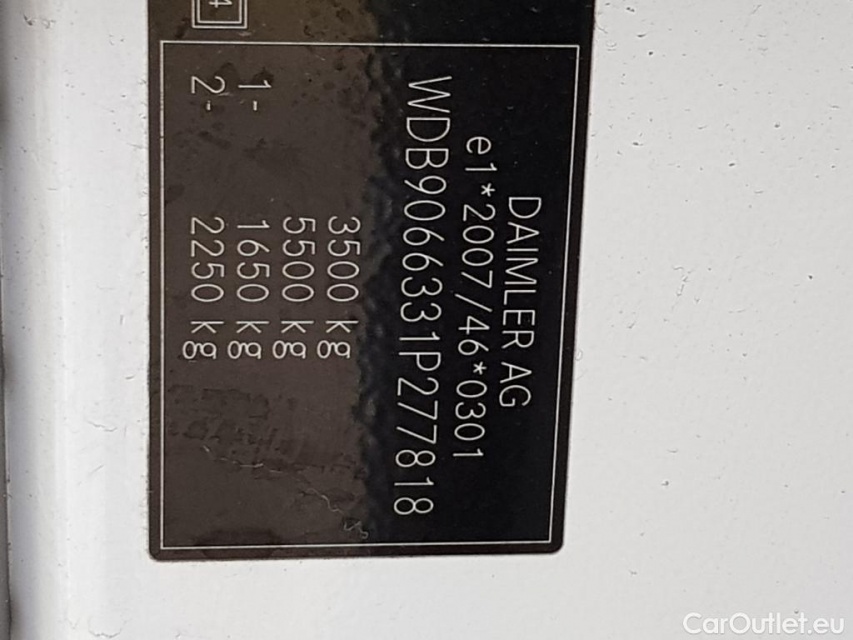 DAIMLER AG
e1*2007/46*0301
WDB9066331P277818
3500 kg
5500 kg
1- 1650 kg
2- 2250 kg
4
CarOutlet.eu